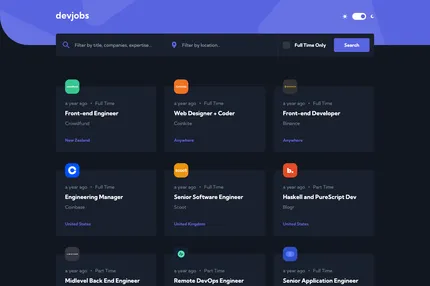 devjobs
Filter by title, companies, expertise...
Filter by location...
Full Time Only
Search
a year ago • Full Time
Front-end Engineer
Crowdfund
New Zealand
a year ago • Full Time
Web Designer + Coder
Anywhere
a year ago • Full Time
Front-end Developer
Binance
Anywhere
a year ago • Full Time
Engineering Manager
Coinbase
United States
a year ago • Full Time
Senior Software Engineer
United Kingdom
a year ago • Part Time
Haskell and PureScript Dev
Blogr
United States
a year ago • Part Time
Midlevel Back End Engineer
a year ago • Part Time
Remote DevOps Engineer
a year ago • Full Time
Senior Application Engineer